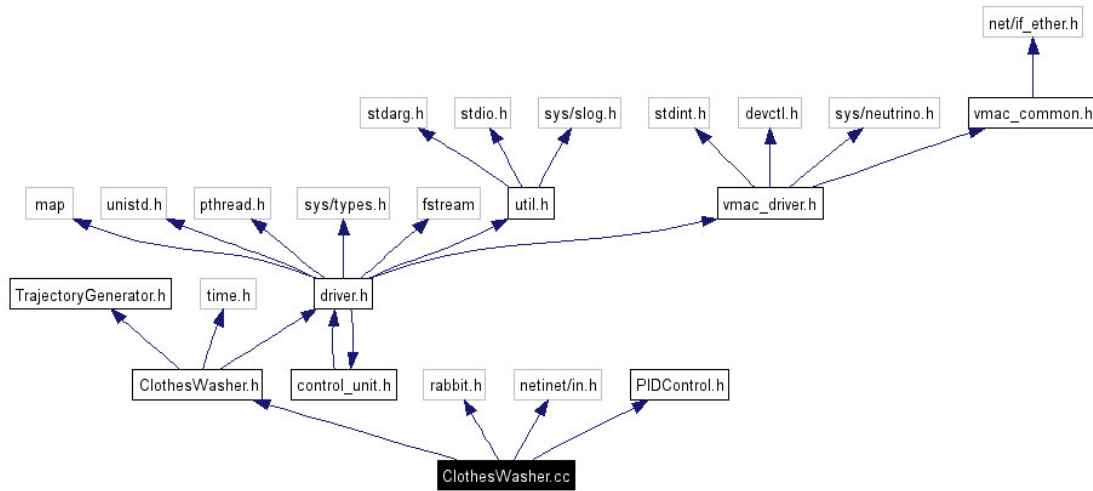 net/if_ether.h
stdarg.h
stdio.h
sys/slog.h
stdint.h
devctl.h
sys/neutrino.h
vmac_common.h
map
unistd.h
pthread.h
sys/types.h
fstream
util.h
vmac_driver.h
TrajectoryGenerator.h
time.h
driver.h
ClothesWasher.h
control_unit.h
rabbit.h
netinet/in.h
PIDControl.h
ClothesWasher.cc